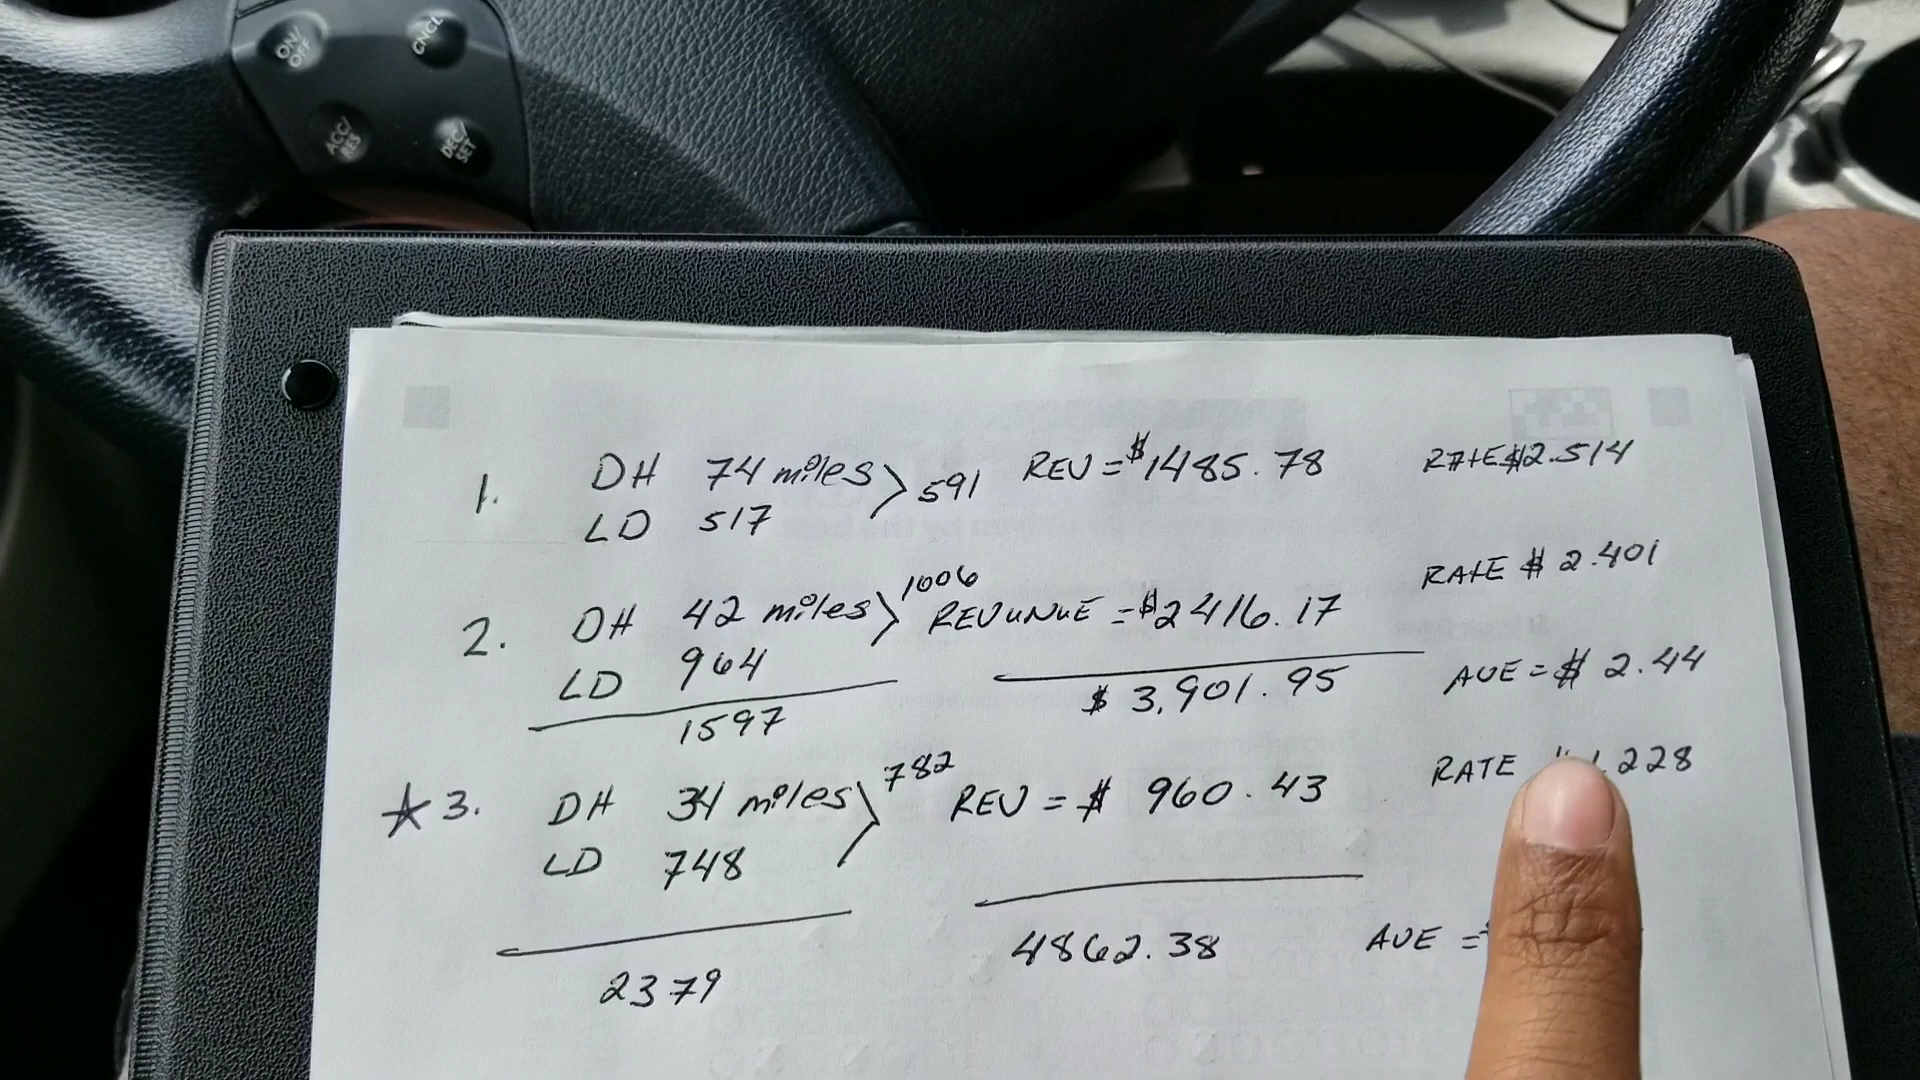 ON/OFF
CNCL
ACC/RES
DEC/SET
1. DH 74 miles > 591 REV = $1485.78 RATE $2.514
LD 517
2. DH 42 miles > 1006 REVUNUE = $2416.17 RATE $ 2.401
LD 964
1597 $ 3,901.95 AVE = $ 2.44
★ 3. DH 34 miles > 782 REV = $ 960.43 RATE 1.228
LD 748
2379 4862.38 AVE =